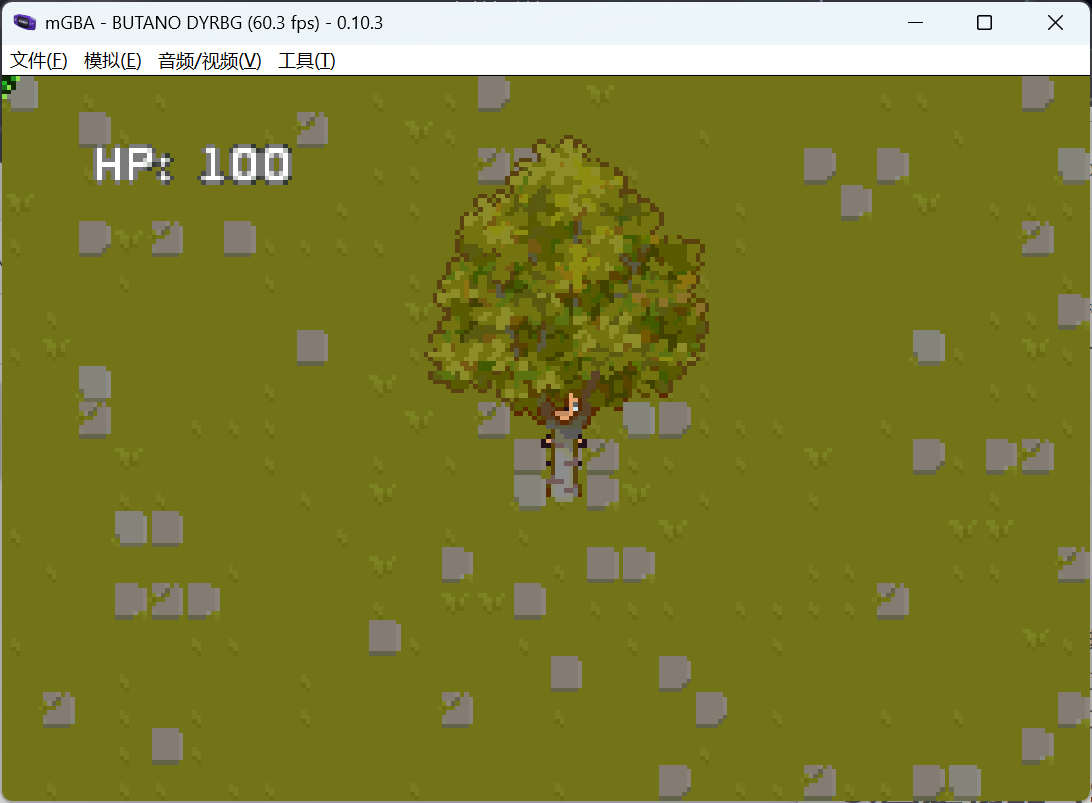 mGBA - BUTANO DYRBG (60.3 fps) - 0.10.3
文件(F) 模拟(E) 音频/视频(V) 工具(T)
HP: 100